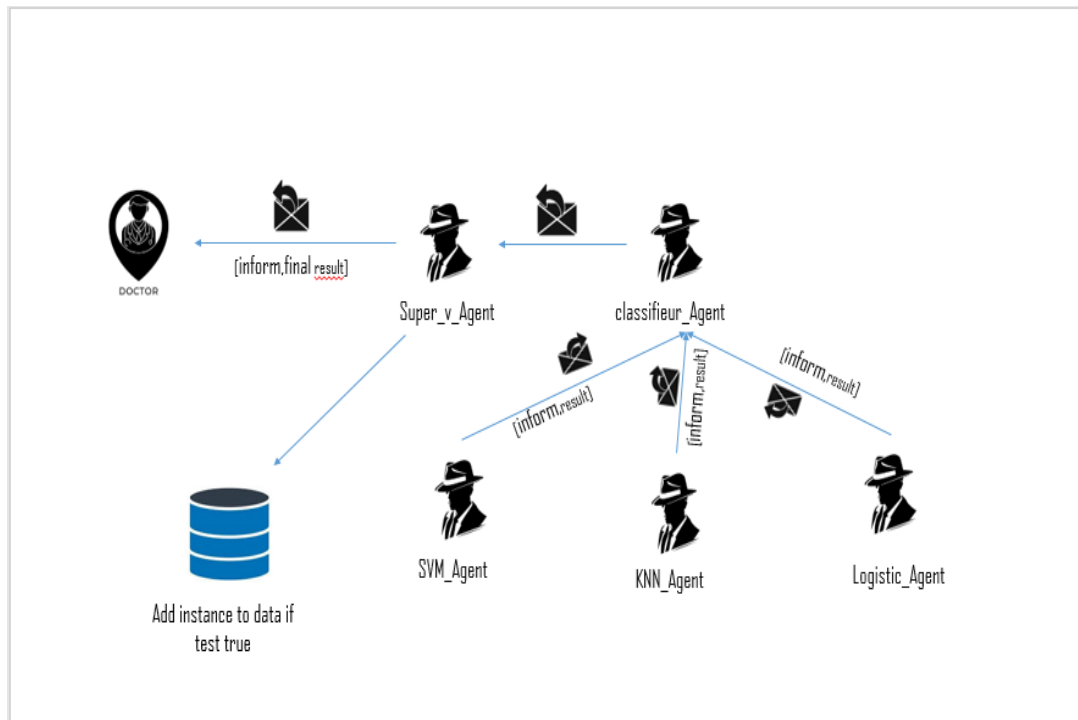 DOCTOR
[inform,final result]
Super_v_Agent
classifieur_Agent
[inform,result]
[inform,result]
[inform,result]
SVM_Agent
KNN_Agent
Logistic_Agent
Add instance to data if
test true